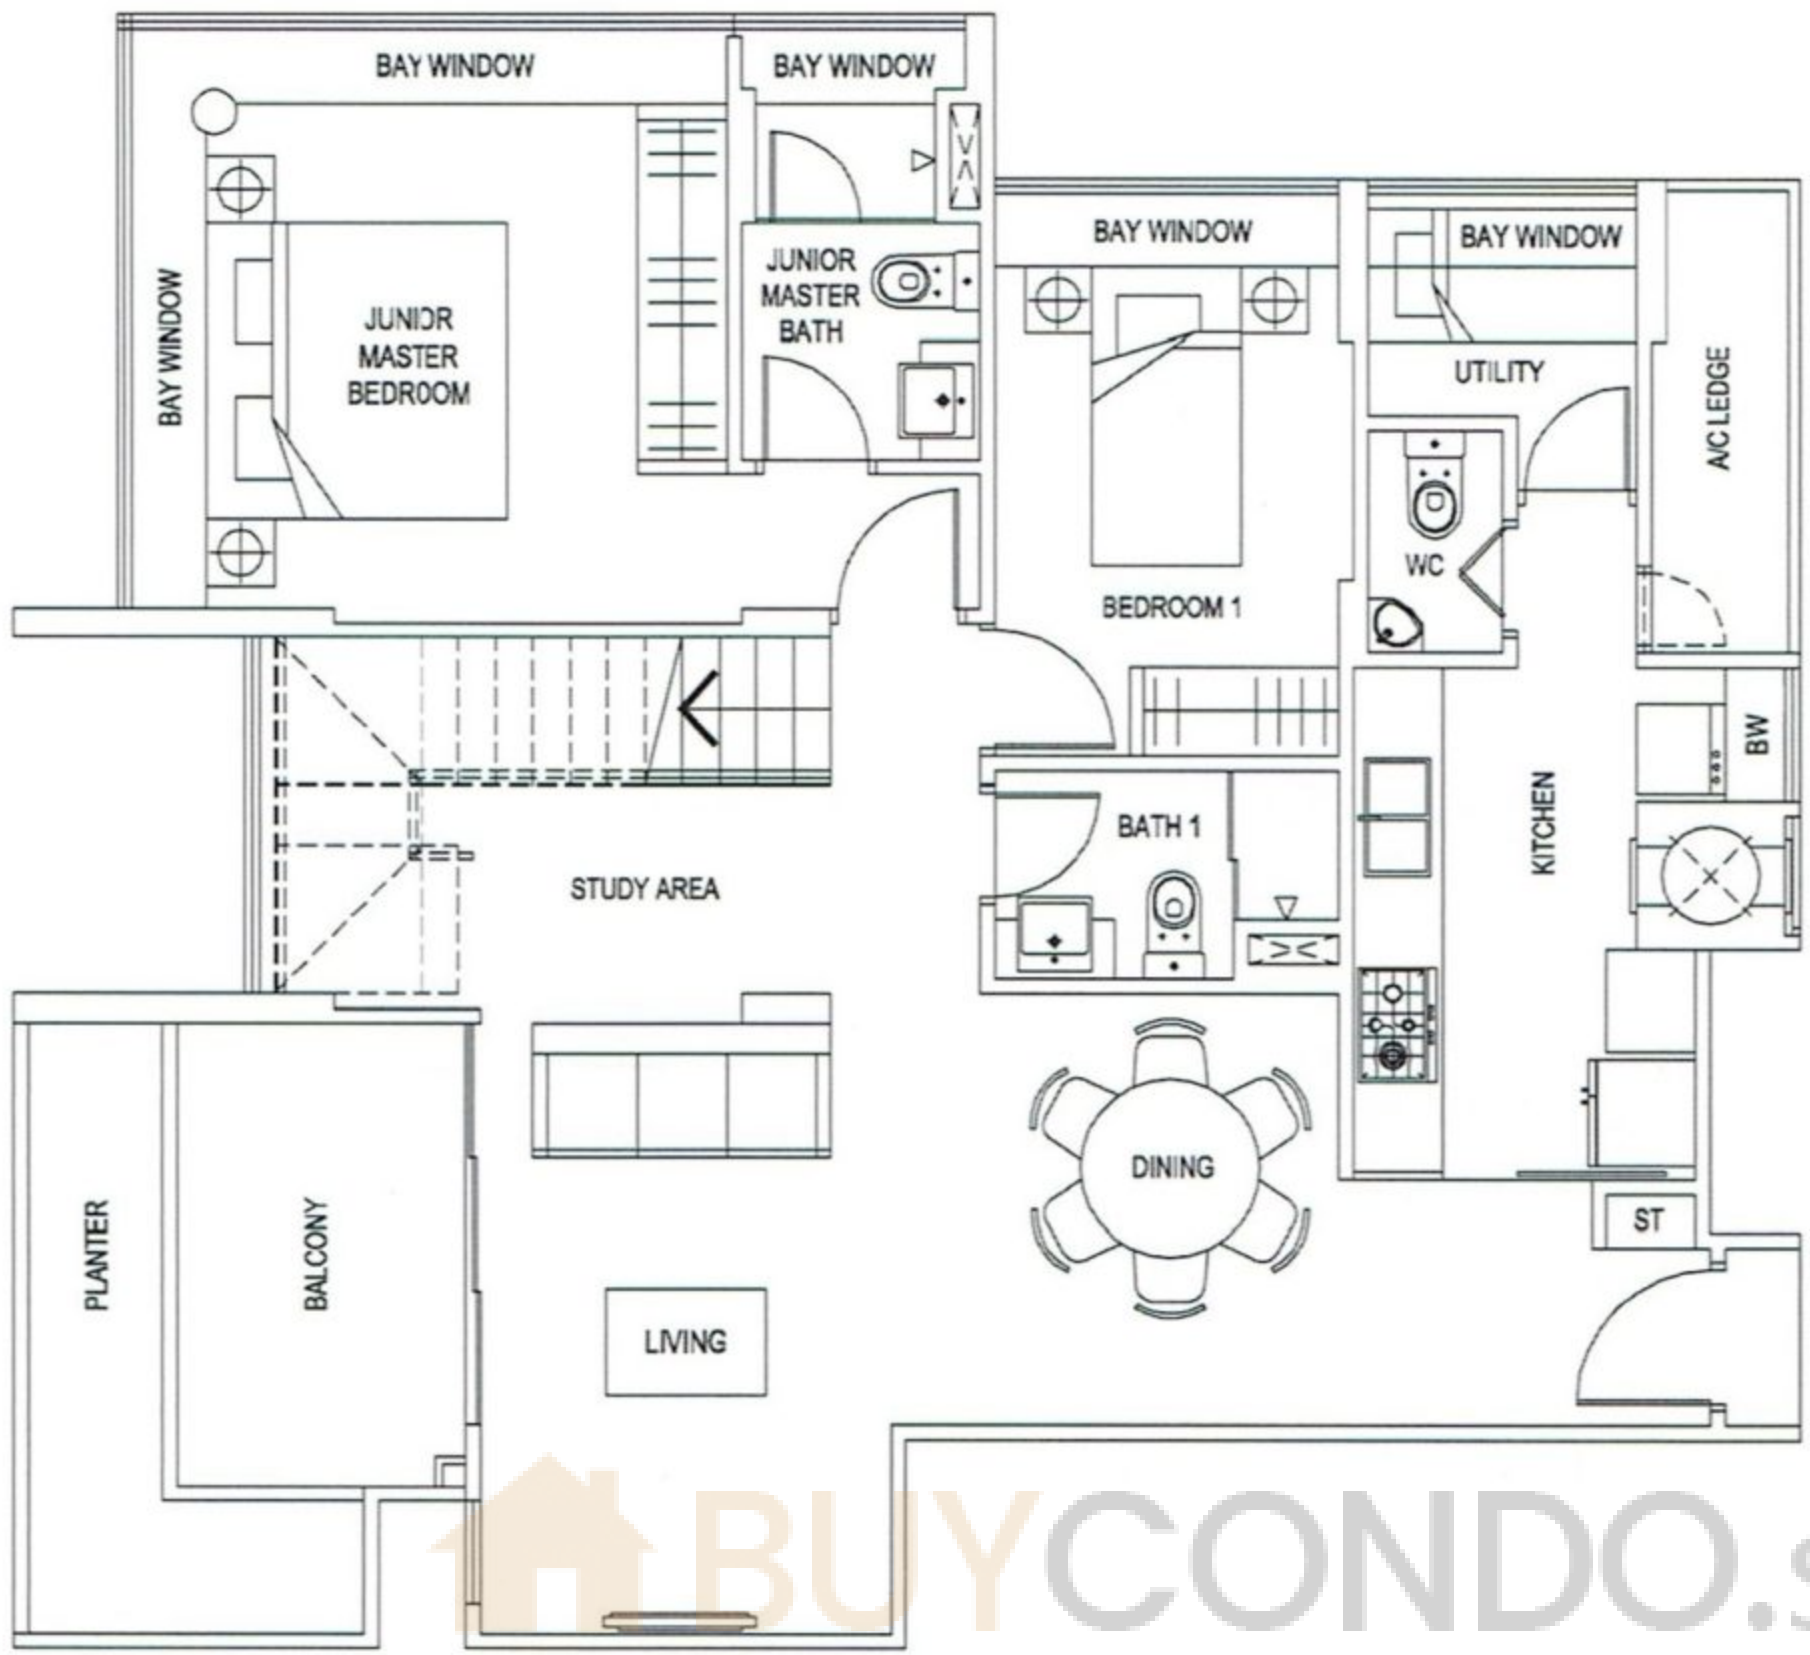 BAY WINDOW
BAY WINDOW
BAY WINDOW
BAY WINDOW
BAY WINDOW
JUNIOR
MASTER
BEDROOM
JUNIOR
MASTER
BATH
UTILITY
A/C LEDGE
WC
BEDROOM 1
BW
KITCHEN
BATH 1
STUDY AREA
DINING
ST
PLANTER
BALCONY
LIVING
BUYCONDO.s